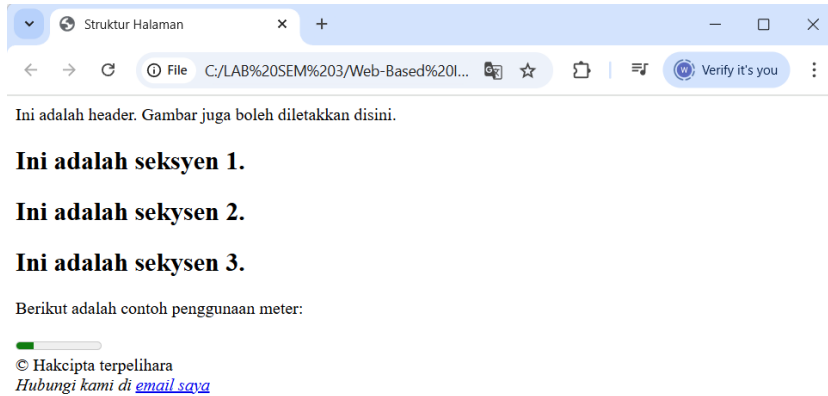 Struktur Halaman
File C:/LAB%20SEM%203/Web-Based%20I... Verify it's you
Ini adalah header. Gambar juga boleh diletakkan disini.
Ini adalah seksyen 1.
Ini adalah sekysen 2.
Ini adalah sekysen 3.
Berikut adalah contoh penggunaan meter:
© Hakcipta terpelihara
Hubungi kami di email saya